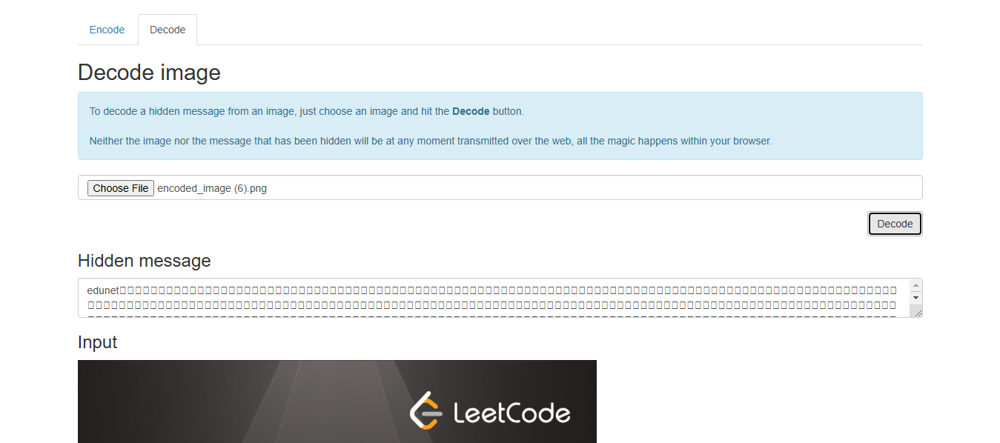 Encode Decode
Decode image
To decode a hidden message from an image, just choose an image and hit the Decode button.
Neither the image nor the message that has been hidden will be at any moment transmitted over the web, all the magic happens within your browser.
Choose File encoded_image (6).png
Decode
Hidden message
edunet
Input
LeetCode